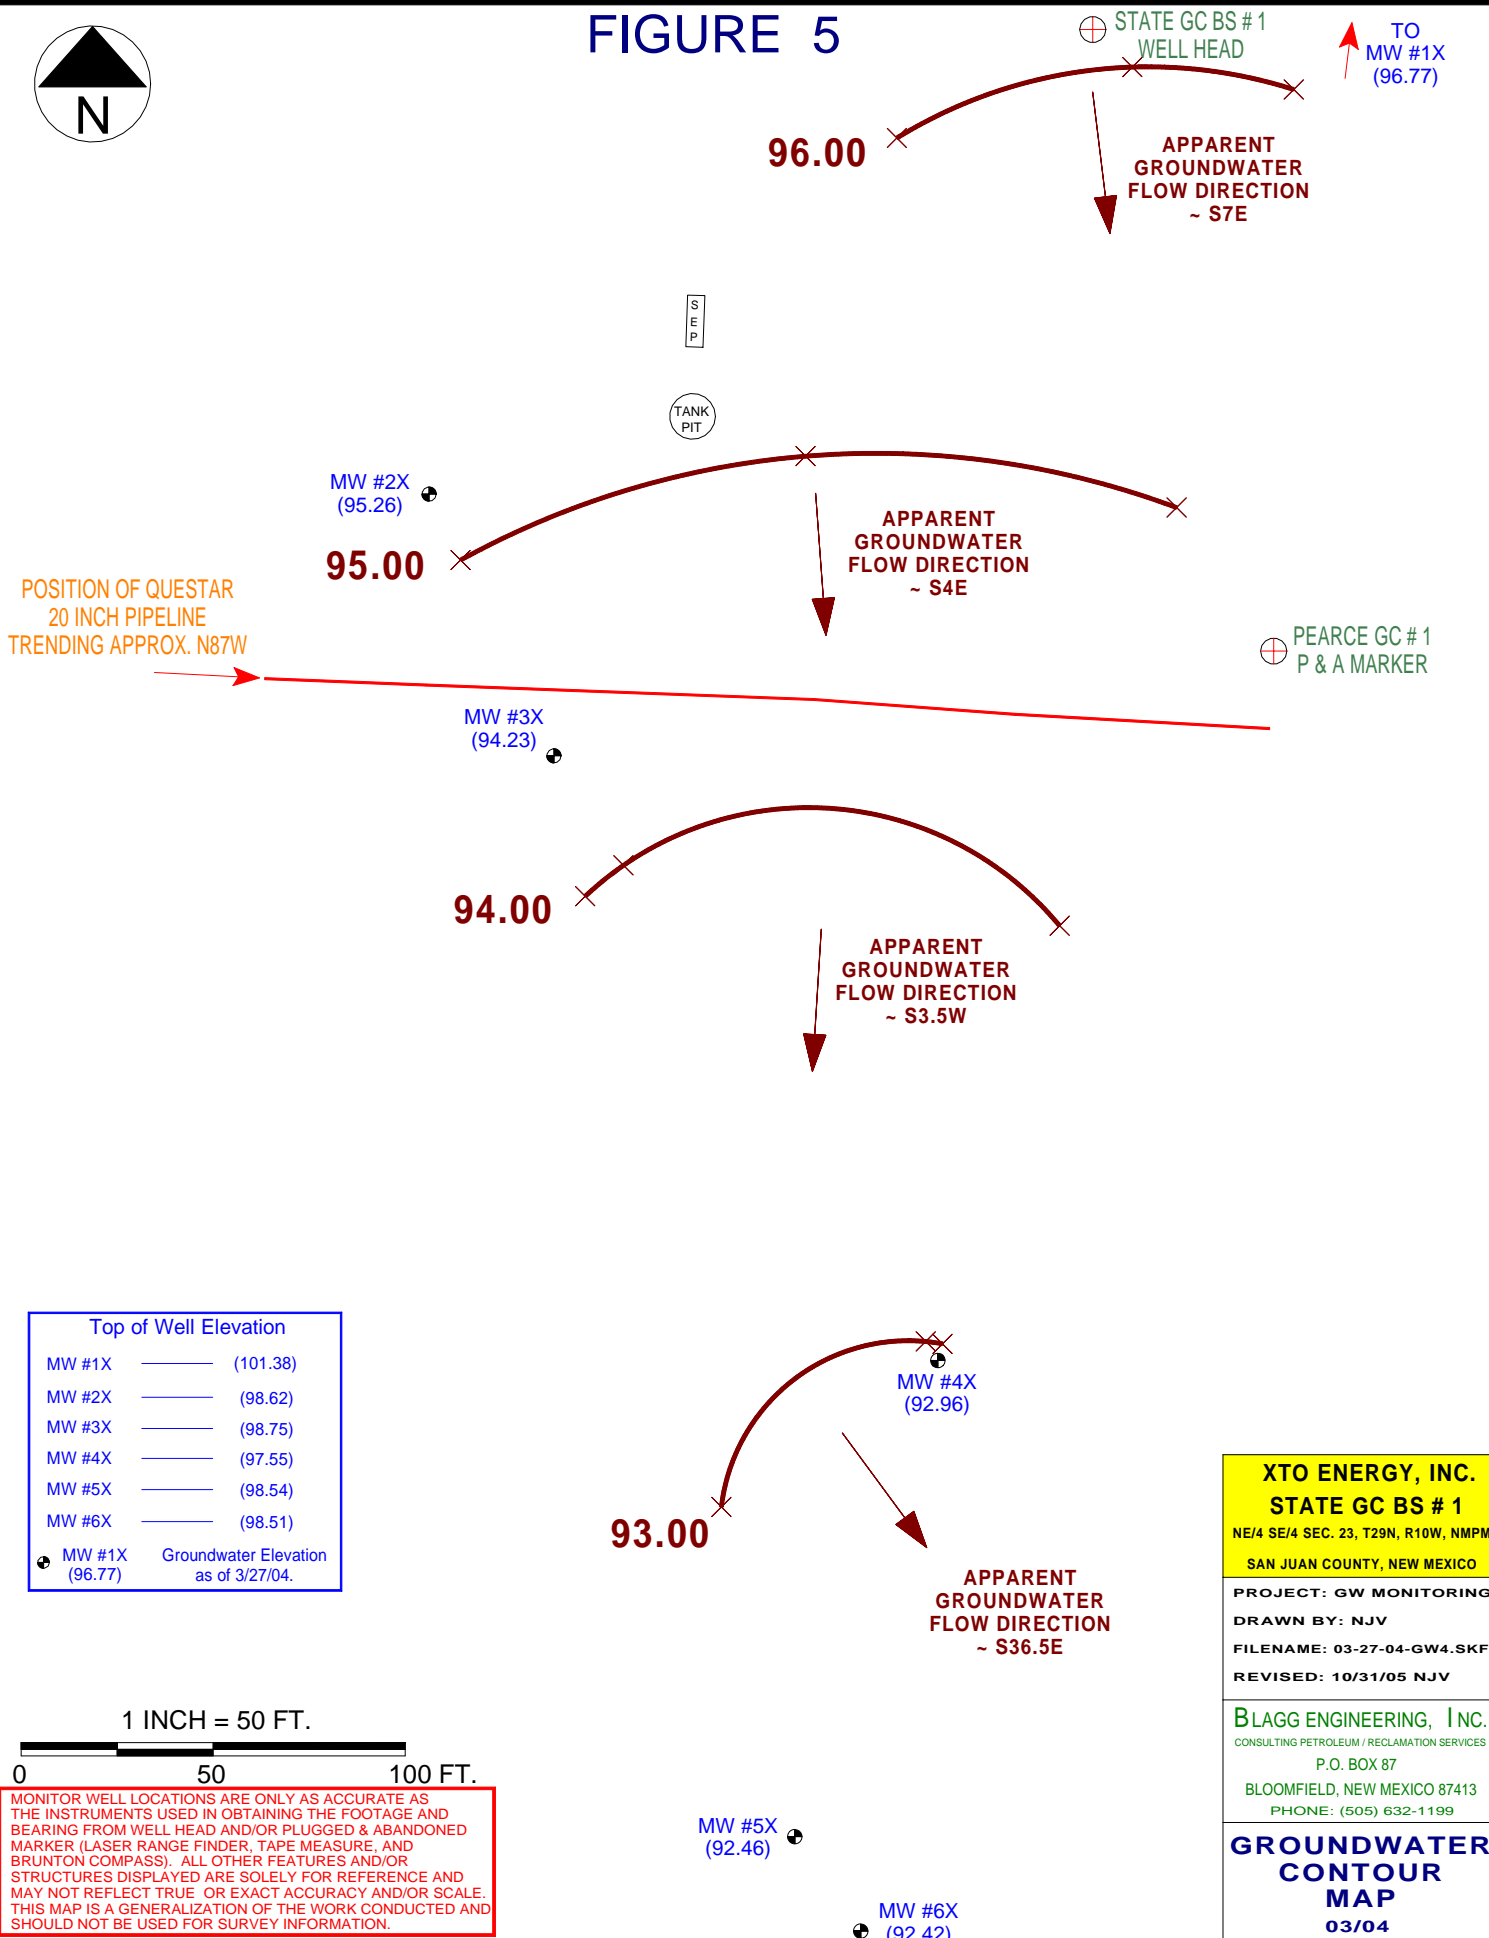 FIGURE 5
N
STATE GC BS # 1
WELL HEAD
TO
MW #1X
(96.77)
96.00
APPARENT
GROUNDWATER
FLOW DIRECTION
~ S7E
S
E
P
TANK
PIT
MW #2X
(95.26)
95.00
APPARENT
GROUNDWATER
FLOW DIRECTION
~ S4E
POSITION OF QUESTAR
20 INCH PIPELINE
TRENDING APPROX. N87W
PEARCE GC # 1
P & A MARKER
MW #3X
(94.23)
94.00
APPARENT
GROUNDWATER
FLOW DIRECTION
~ S3.5W
Top of Well Elevation
MW #1X (101.38)
MW #2X (98.62)
MW #3X (98.75)
MW #4X (97.55)
MW #5X (98.54)
MW #6X (98.51)
MW #1X Groundwater Elevation
(96.77) as of 3/27/04.
MW #4X
(92.96)
93.00
APPARENT
GROUNDWATER
FLOW DIRECTION
~ S36.5E
XTO ENERGY, INC.
STATE GC BS # 1
NE/4 SE/4 SEC. 23, T29N, R10W, NMPM
SAN JUAN COUNTY, NEW MEXICO
PROJECT: GW MONITORING
DRAWN BY: NJV
FILENAME: 03-27-04-GW4.SKF
REVISED: 10/31/05 NJV
BLAGG ENGINEERING, INC.
CONSULTING PETROLEUM / RECLAMATION SERVICES
P.O. BOX 87
BLOOMFIELD, NEW MEXICO 87413
PHONE: (505) 632-1199
GROUNDWATER
CONTOUR
MAP
03/04
1 INCH = 50 FT.
0 50 100 FT.
MONITOR WELL LOCATIONS ARE ONLY AS ACCURATE AS
THE INSTRUMENTS USED IN OBTAINING THE FOOTAGE AND
BEARING FROM WELL HEAD AND/OR PLUGGED & ABANDONED
MARKER (LASER RANGE FINDER, TAPE MEASURE, AND
BRUNTON COMPASS). ALL OTHER FEATURES AND/OR
STRUCTURES DISPLAYED ARE SOLELY FOR REFERENCE AND
MAY NOT REFLECT TRUE OR EXACT ACCURACY AND/OR SCALE.
THIS MAP IS A GENERALIZATION OF THE WORK CONDUCTED AND
SHOULD NOT BE USED FOR SURVEY INFORMATION.
MW #5X
(92.46)
MW #6X
(92.42)